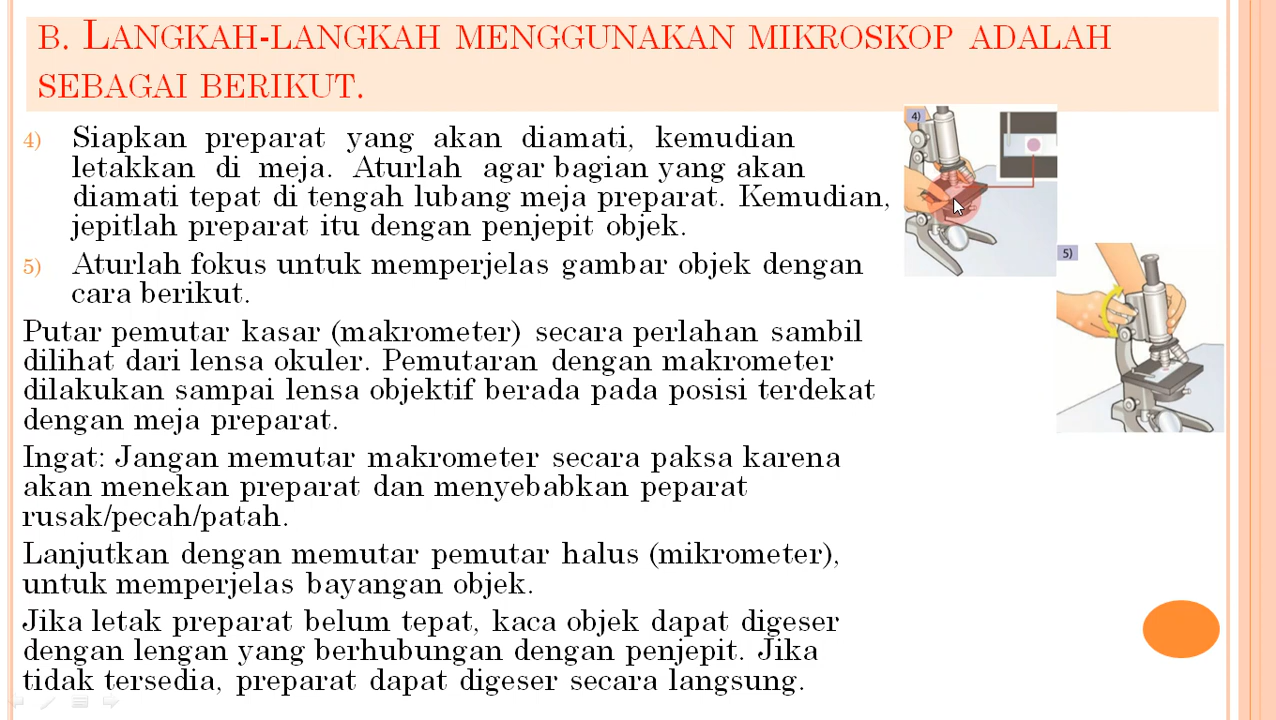 B. LANGKAH-LANGKAH MENGGUNAKAN MIKROSKOP ADALAH
SEBAGAI BERIKUT.
4) Siapkan preparat yang akan diamati, kemudian
letakkan di meja. Aturlah agar bagian yang akan
diamati tepat di tengah lubang meja preparat. Kemudian,
jepitlah preparat itu dengan penjepit objek.
5) Aturlah fokus untuk memperjelas gambar objek dengan
cara berikut.
Putar pemutar kasar (makrometer) secara perlahan sambil
dilihat dari lensa okuler. Pemutaran dengan makrometer
dilakukan sampai lensa objektif berada pada posisi terdekat
dengan meja preparat.
Ingat: Jangan memutar makrometer secara paksa karena
akan menekan preparat dan menyebabkan peparat
rusak/pecah/patah.
Lanjutkan dengan memutar pemutar halus (mikrometer),
untuk memperjelas bayangan objek.
Jika letak preparat belum tepat, kaca objek dapat digeser
dengan lengan yang berhubungan dengan penjepit. Jika
tidak tersedia, preparat dapat digeser secara langsung.
4)
5)